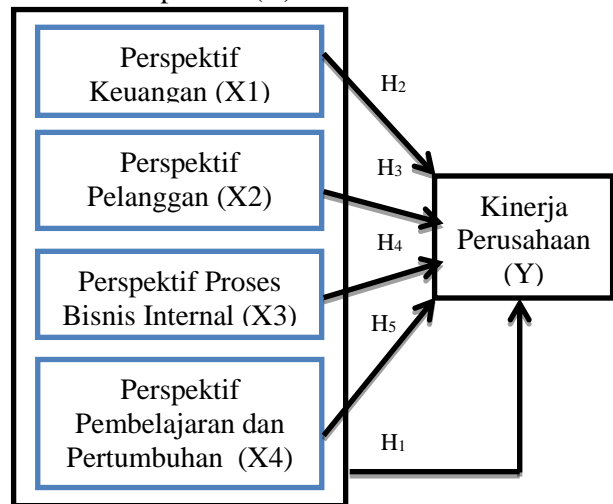 Perspektif
Keuangan (X1)
H2
Perspektif
Pelanggan (X2)
H3
Kinerja
Perusahaan
(Y)
H4
Perspektif Proses
Bisnis Internal (X3)
H5
Perspektif
Pembelajaran dan
Pertumbuhan (X4)
H1